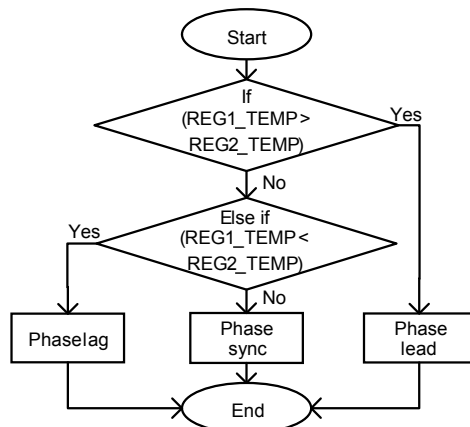 Start
If
(REG1_TEMP>
REG2_TEMP)
Yes
No
Else if
(REG1_TEMP<
REG2_TEMP)
Yes
No
Phaselag
Phase
sync
Phase
lead
End